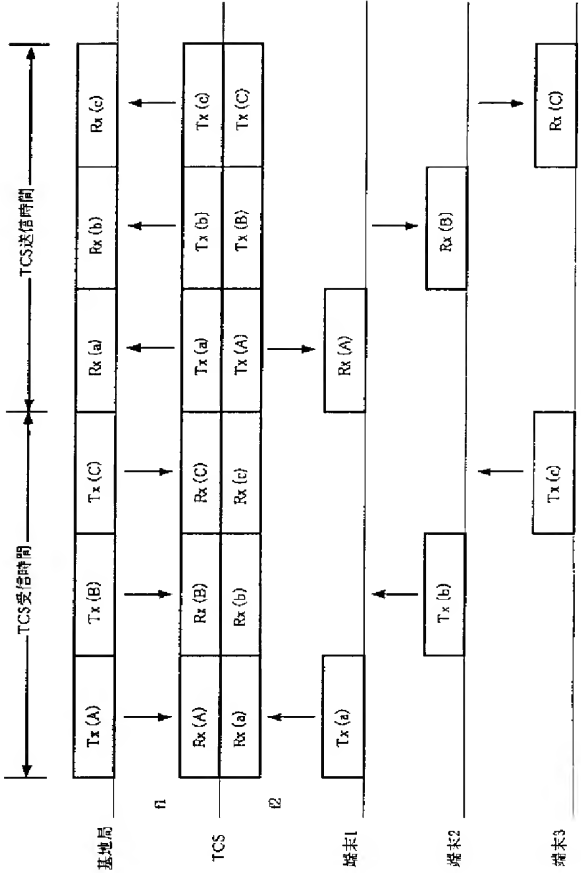 TCS受信時間
TCS送信時間
基地局
Tx(A)
Tx(B)
Tx(C)
Rx(a)
Rx(b)
Rx(c)
f1
TCS
Rx(A)
Rx(B)
Rx(C)
Tx(a)
Tx(b)
Tx(c)
Rx(a)
Rx(b)
Rx(c)
Tx(A)
Tx(B)
Tx(C)
f2
端末1
Tx(a)
Rx(A)
端末2
Tx(b)
Rx(B)
端末3
Tx(c)
Rx(C)